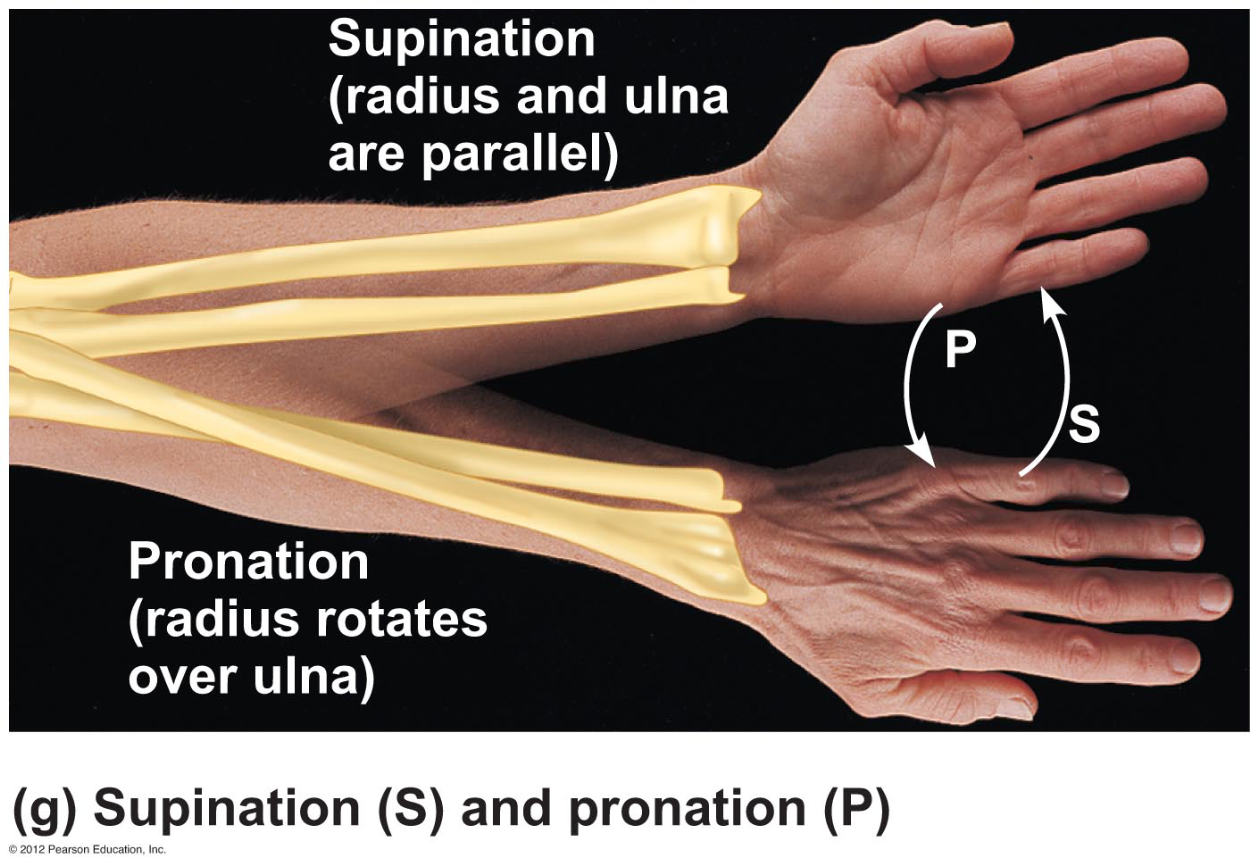 Supination
(radius and ulna
are parallel)
P
S
Pronation
(radius rotates
over ulna)
(g) Supination (S) and pronation (P)
© 2012 Pearson Education, Inc.